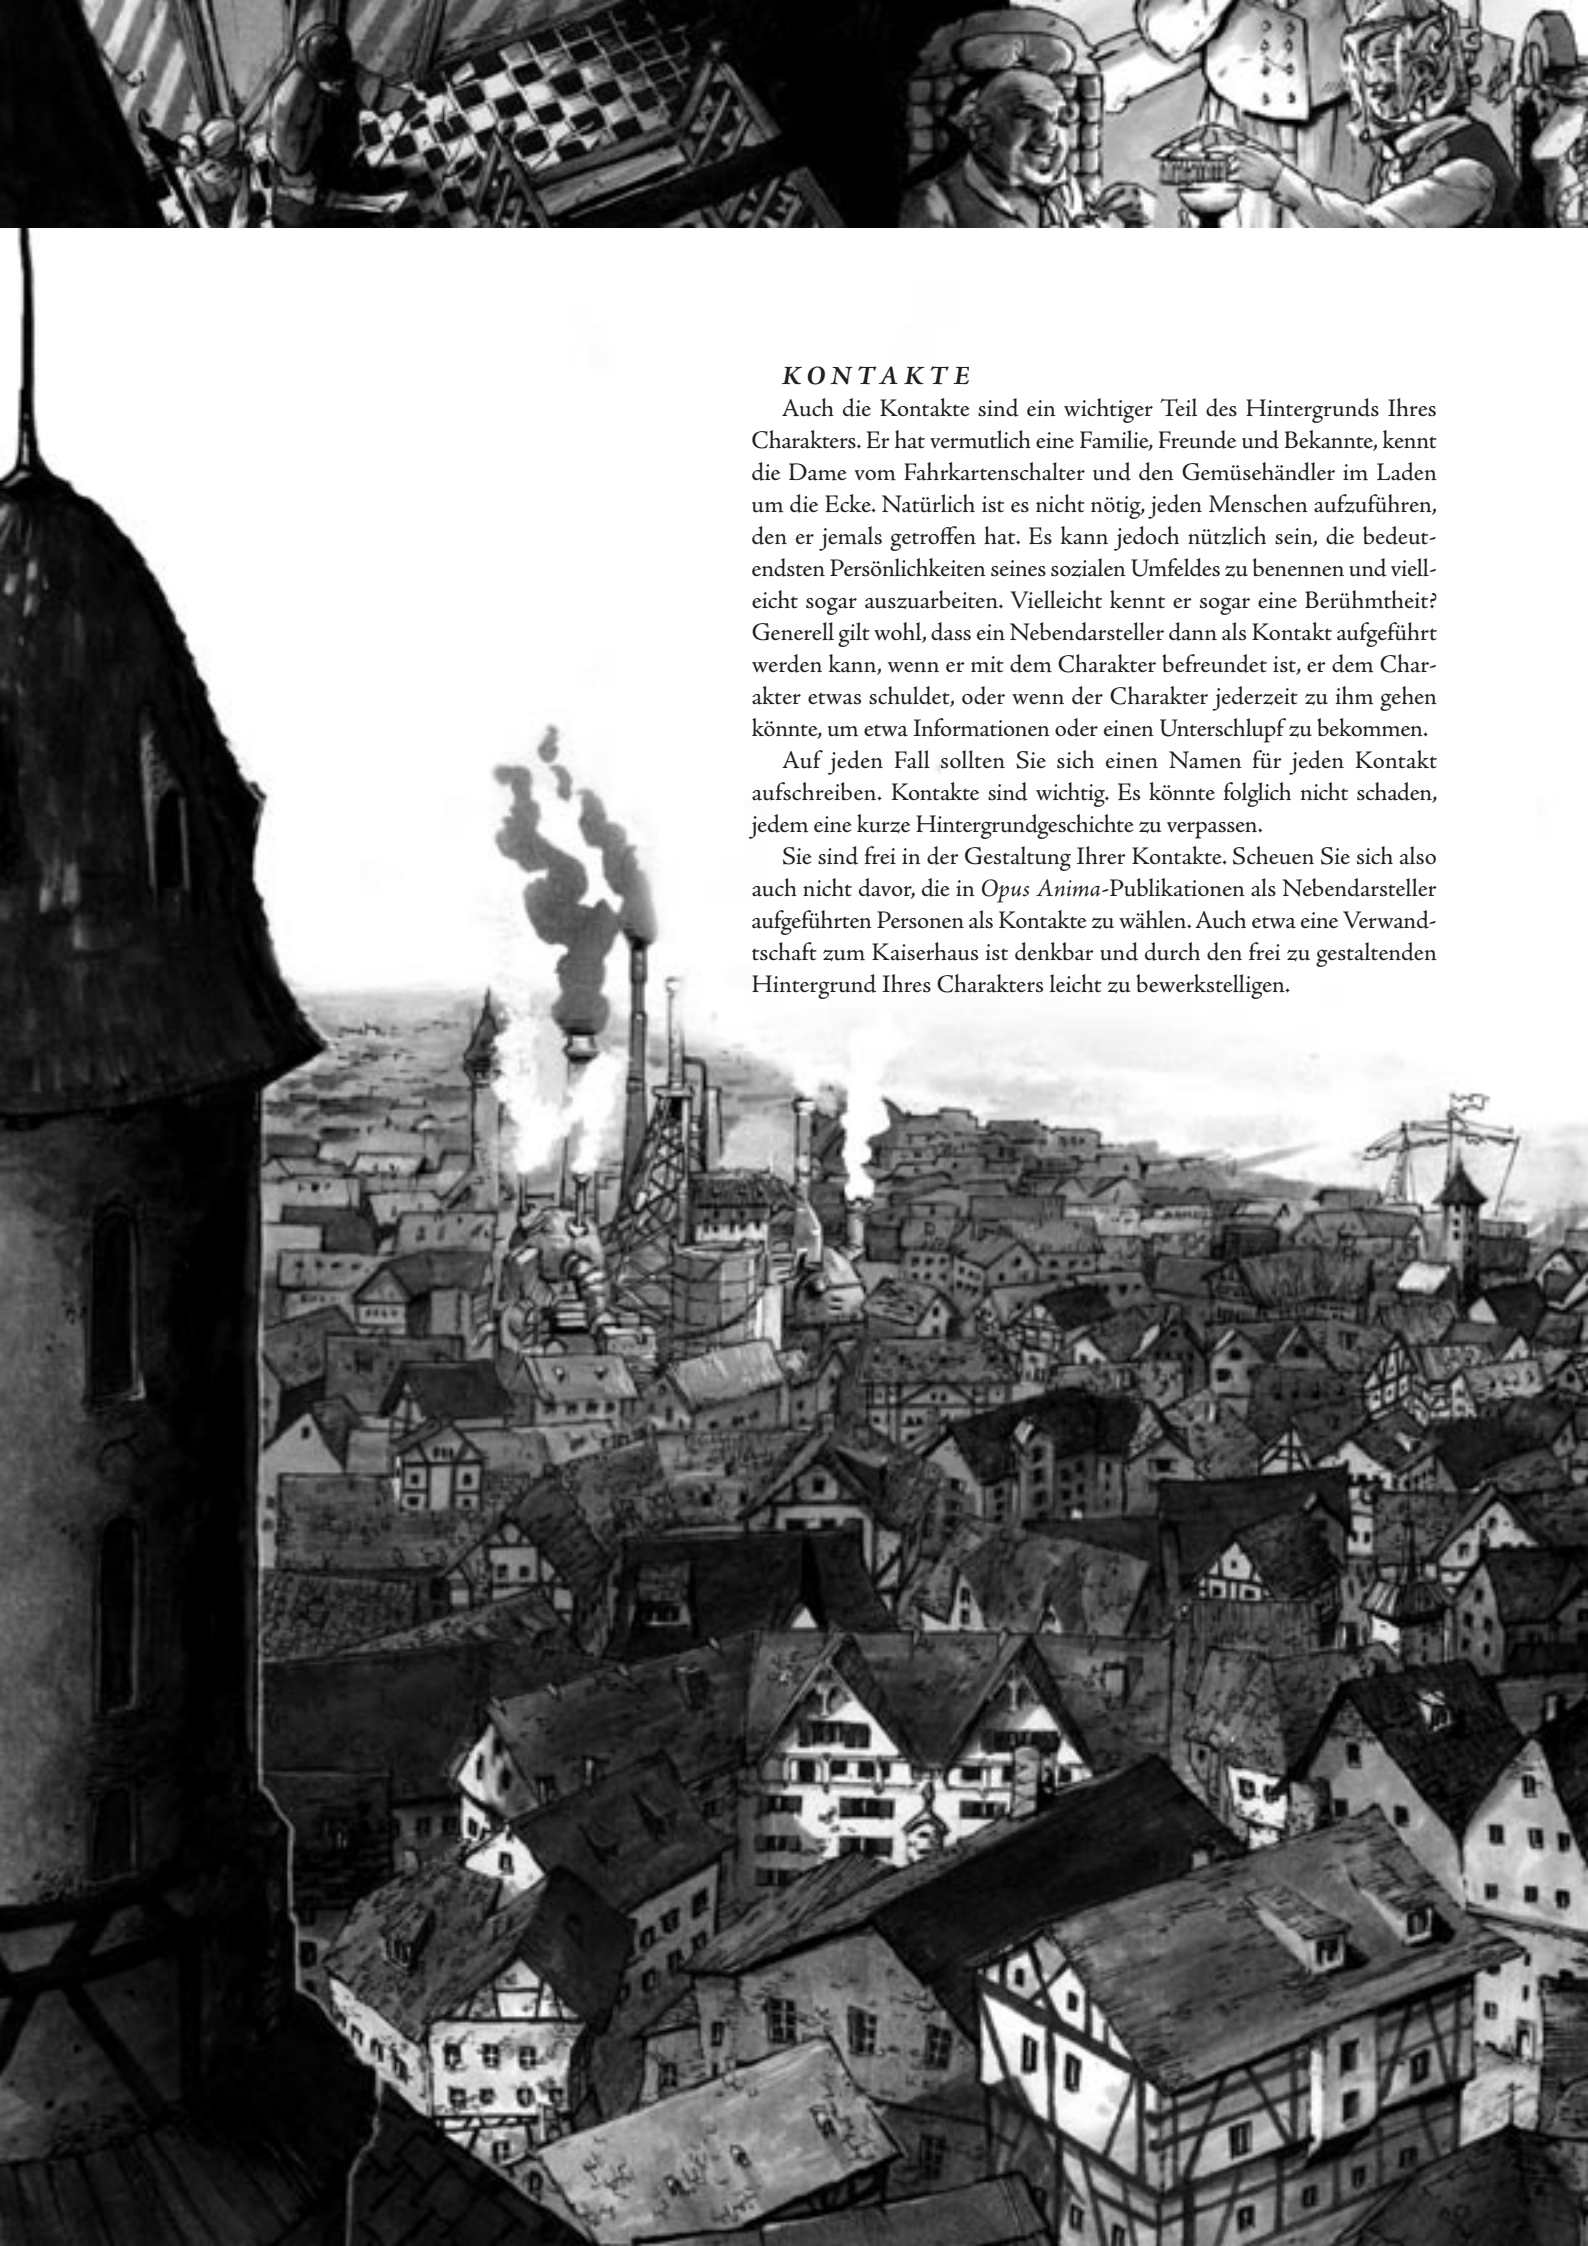 KONTAKTE
Auch die Kontakte sind ein wichtiger Teil des Hintergrunds Ihres
Charakters. Er hat vermutlich eine Familie, Freunde und Bekannte, kennt
die Dame vom Fahrkartenschalter und den Gemüsehändler im Laden
um die Ecke. Natürlich ist es nicht nötig, jeden Menschen aufzuführen,
den er jemals getroffen hat. Es kann jedoch nützlich sein, die bedeut-
endsten Persönlichkeiten seines sozialen Umfeldes zu benennen und viell-
eicht sogar auszuarbeiten. Vielleicht kennt er sogar eine Berühmtheit?
Generell gilt wohl, dass ein Nebendarsteller dann als Kontakt aufgeführt
werden kann, wenn er mit dem Charakter befreundet ist, er dem Char-
akter etwas schuldet, oder wenn der Charakter jederzeit zu ihm gehen
könnte, um etwa Informationen oder einen Unterschlupf zu bekommen.
Auf jeden Fall sollten Sie sich einen Namen für jeden Kontakt
aufschreiben. Kontakte sind wichtig. Es könnte folglich nicht schaden,
jedem eine kurze Hintergrundgeschichte zu verpassen.
Sie sind frei in der Gestaltung Ihrer Kontakte. Scheuen Sie sich also
auch nicht davor, die in Opus Anima-Publikationen als Nebendarsteller
aufgeführten Personen als Kontakte zu wählen. Auch etwa eine Verwand-
tschaft zum Kaiserhaus ist denkbar und durch den frei zu gestaltenden
Hintergrund Ihres Charakters leicht zu bewerkstelligen.